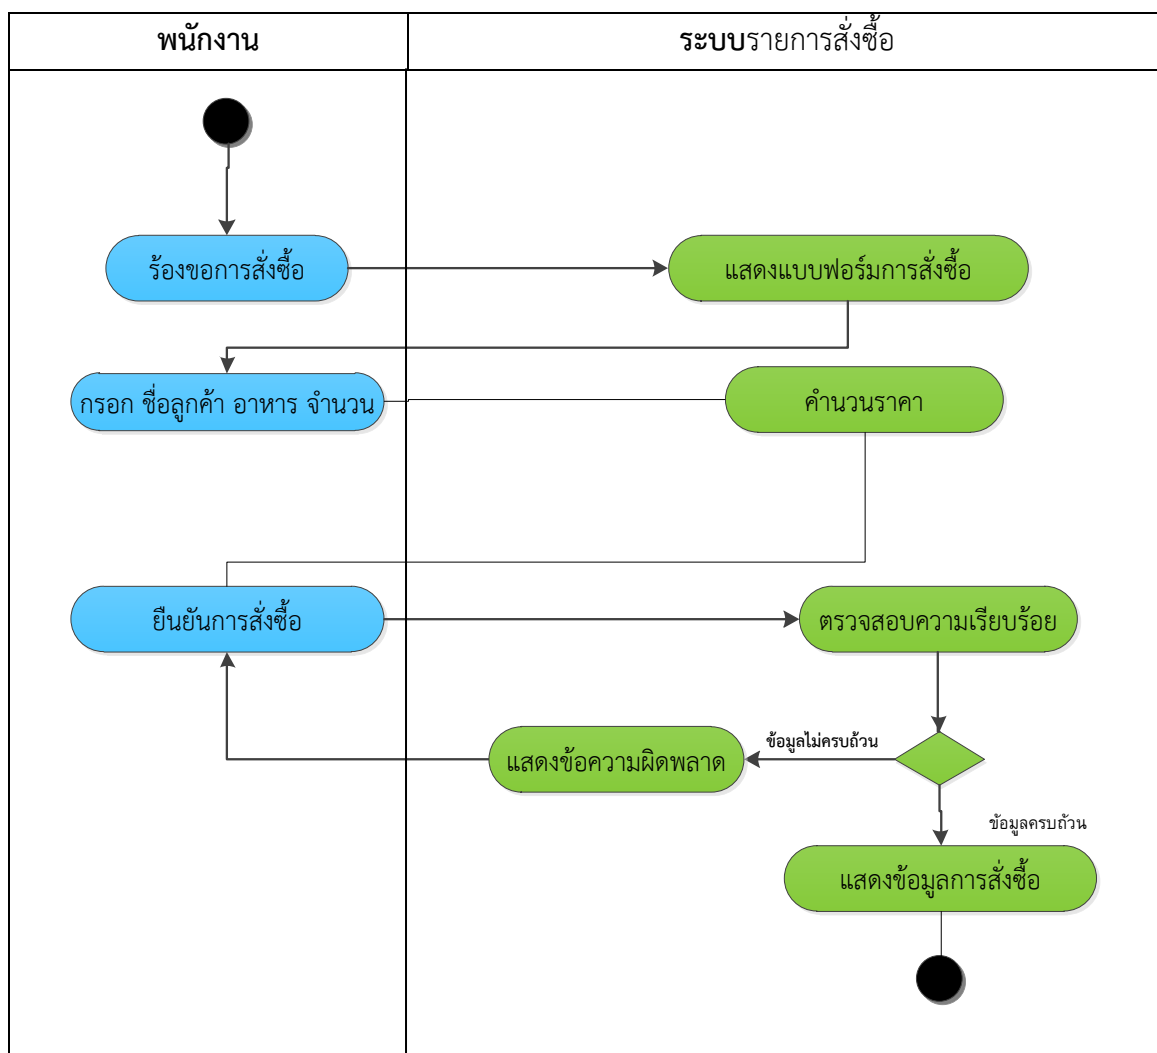 พนักงาน
ระบบรายการสั่งซื้อ
ร้องขอการสั่งซื้อ
แสดงแบบฟอร์มการสั่งซื้อ
กรอก ชื่อลูกค้า อาหาร จำนวน
คำนวนราคา
ยืนยันการสั่งซื้อ
ตรวจสอบความเรียบร้อย
ข้อมูลไม่ครบถ้วน
แสดงข้อความผิดพลาด
ข้อมูลครบถ้วน
แสดงข้อมูลการสั่งซื้อ